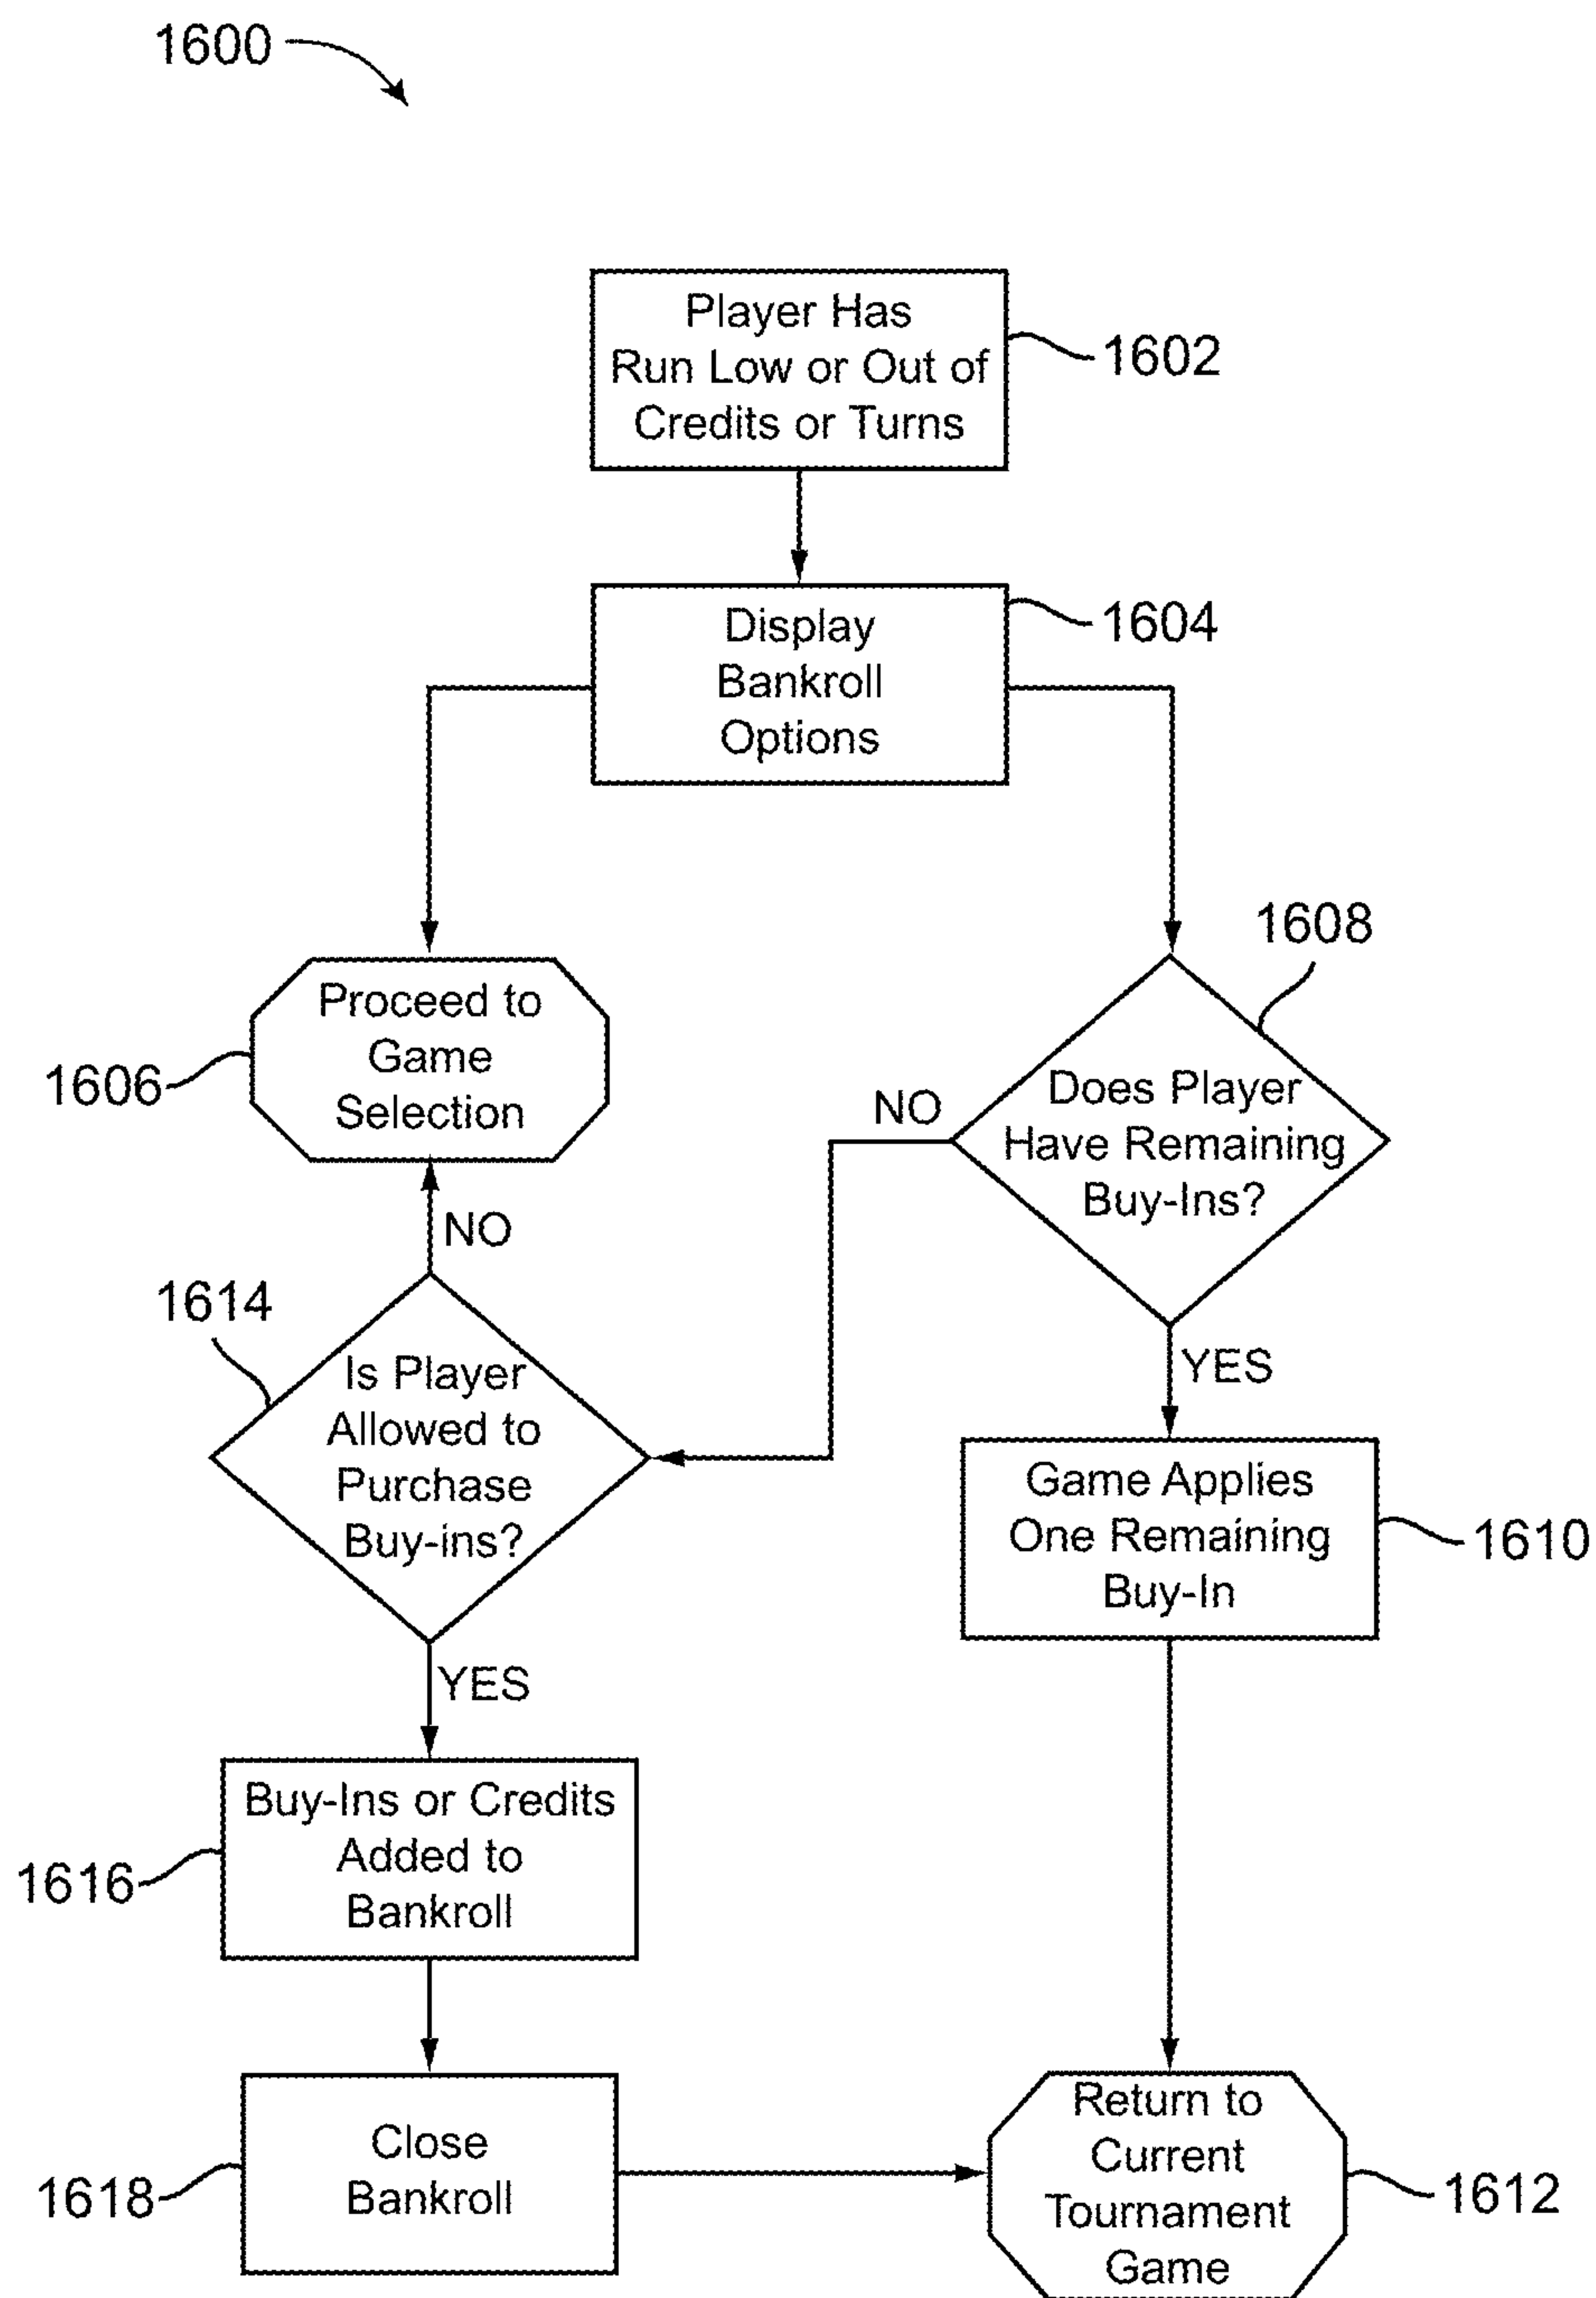 1600
Player Has
Run Low or Out of
Credits or Turns
1602
Display
Bankroll
Options
1604
Proceed to
Game
Selection
1606
1608
Does Player
Have Remaining
Buy-Ins?
NO
YES
NO
1614
Is Player
Allowed to
Purchase
Buy-ins?
YES
Game Applies
One Remaining
Buy-In
1610
Buy-Ins or Credits
Added to
Bankroll
1616
Close
Bankroll
1618
Return to
Current
Tournament
Game
1612